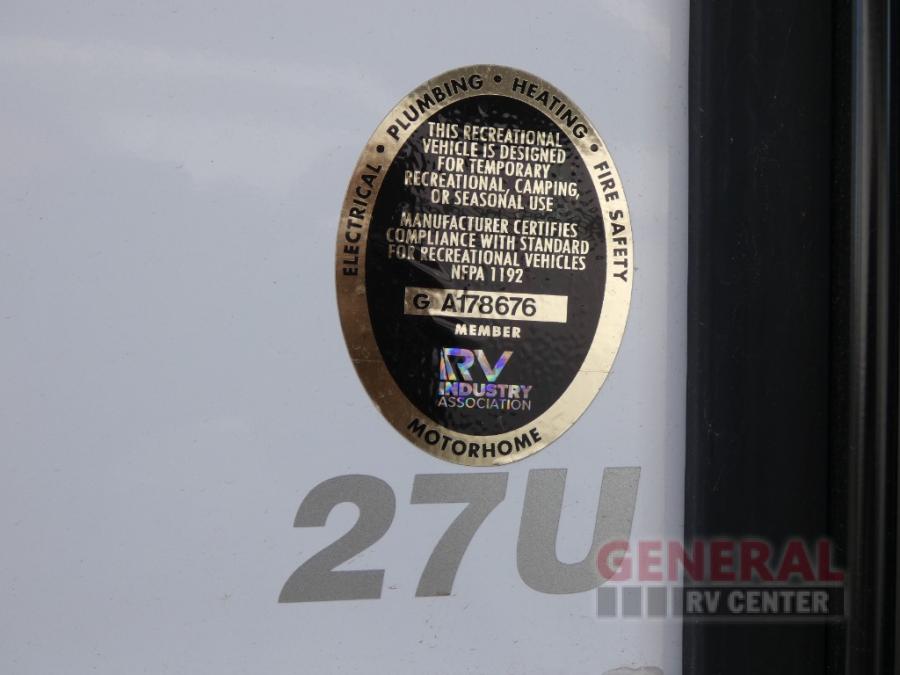 ELECTRICAL • PLUMBING • HEATING • FIRE SAFETY
THIS RECREATIONAL
VEHICLE IS DESIGNED
FOR TEMPORARY
RECREATIONAL, CAMPING,
OR SEASONAL USE
MANUFACTURER CERTIFIES
COMPLIANCE WITH STANDARD
FOR RECREATIONAL VEHICLES
NFPA 1192
G A178676
MEMBER
RV
INDUSTRY
ASSOCIATION
MOTORHOME
27U
GENERAL
RV CENTER